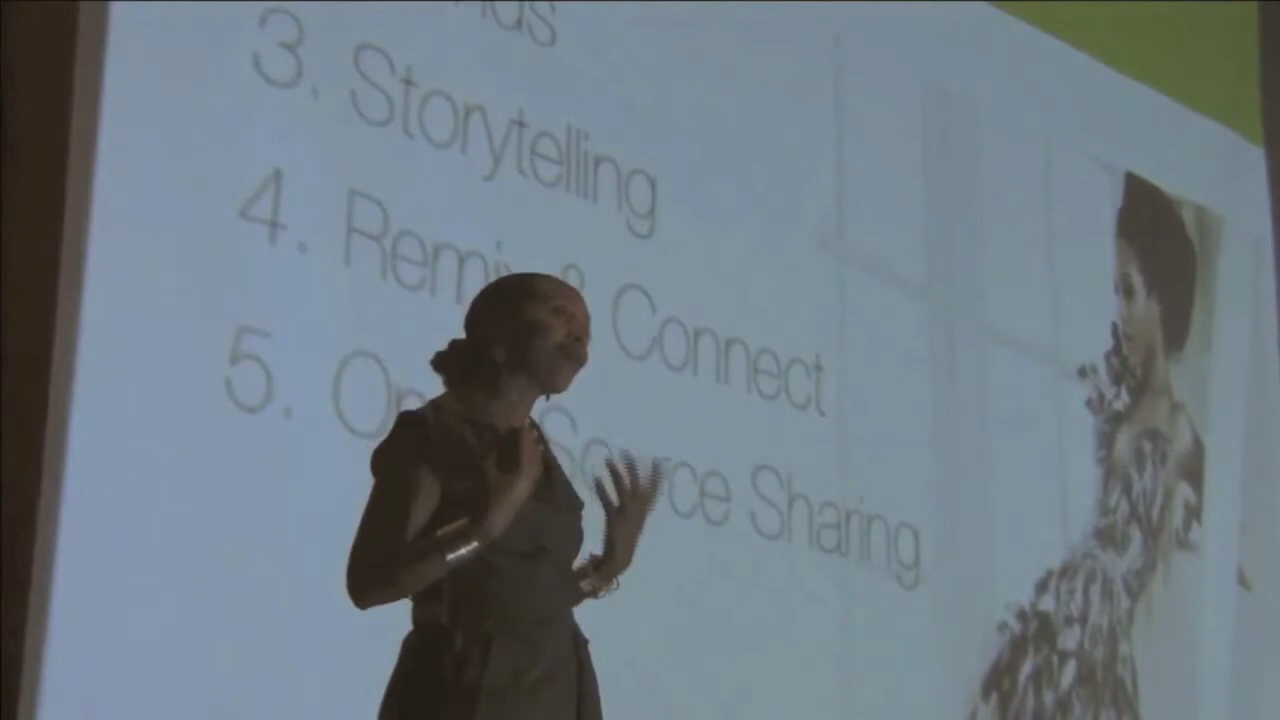 3. Storytelling
4. Remix & Connect
5. Open Source Sharing